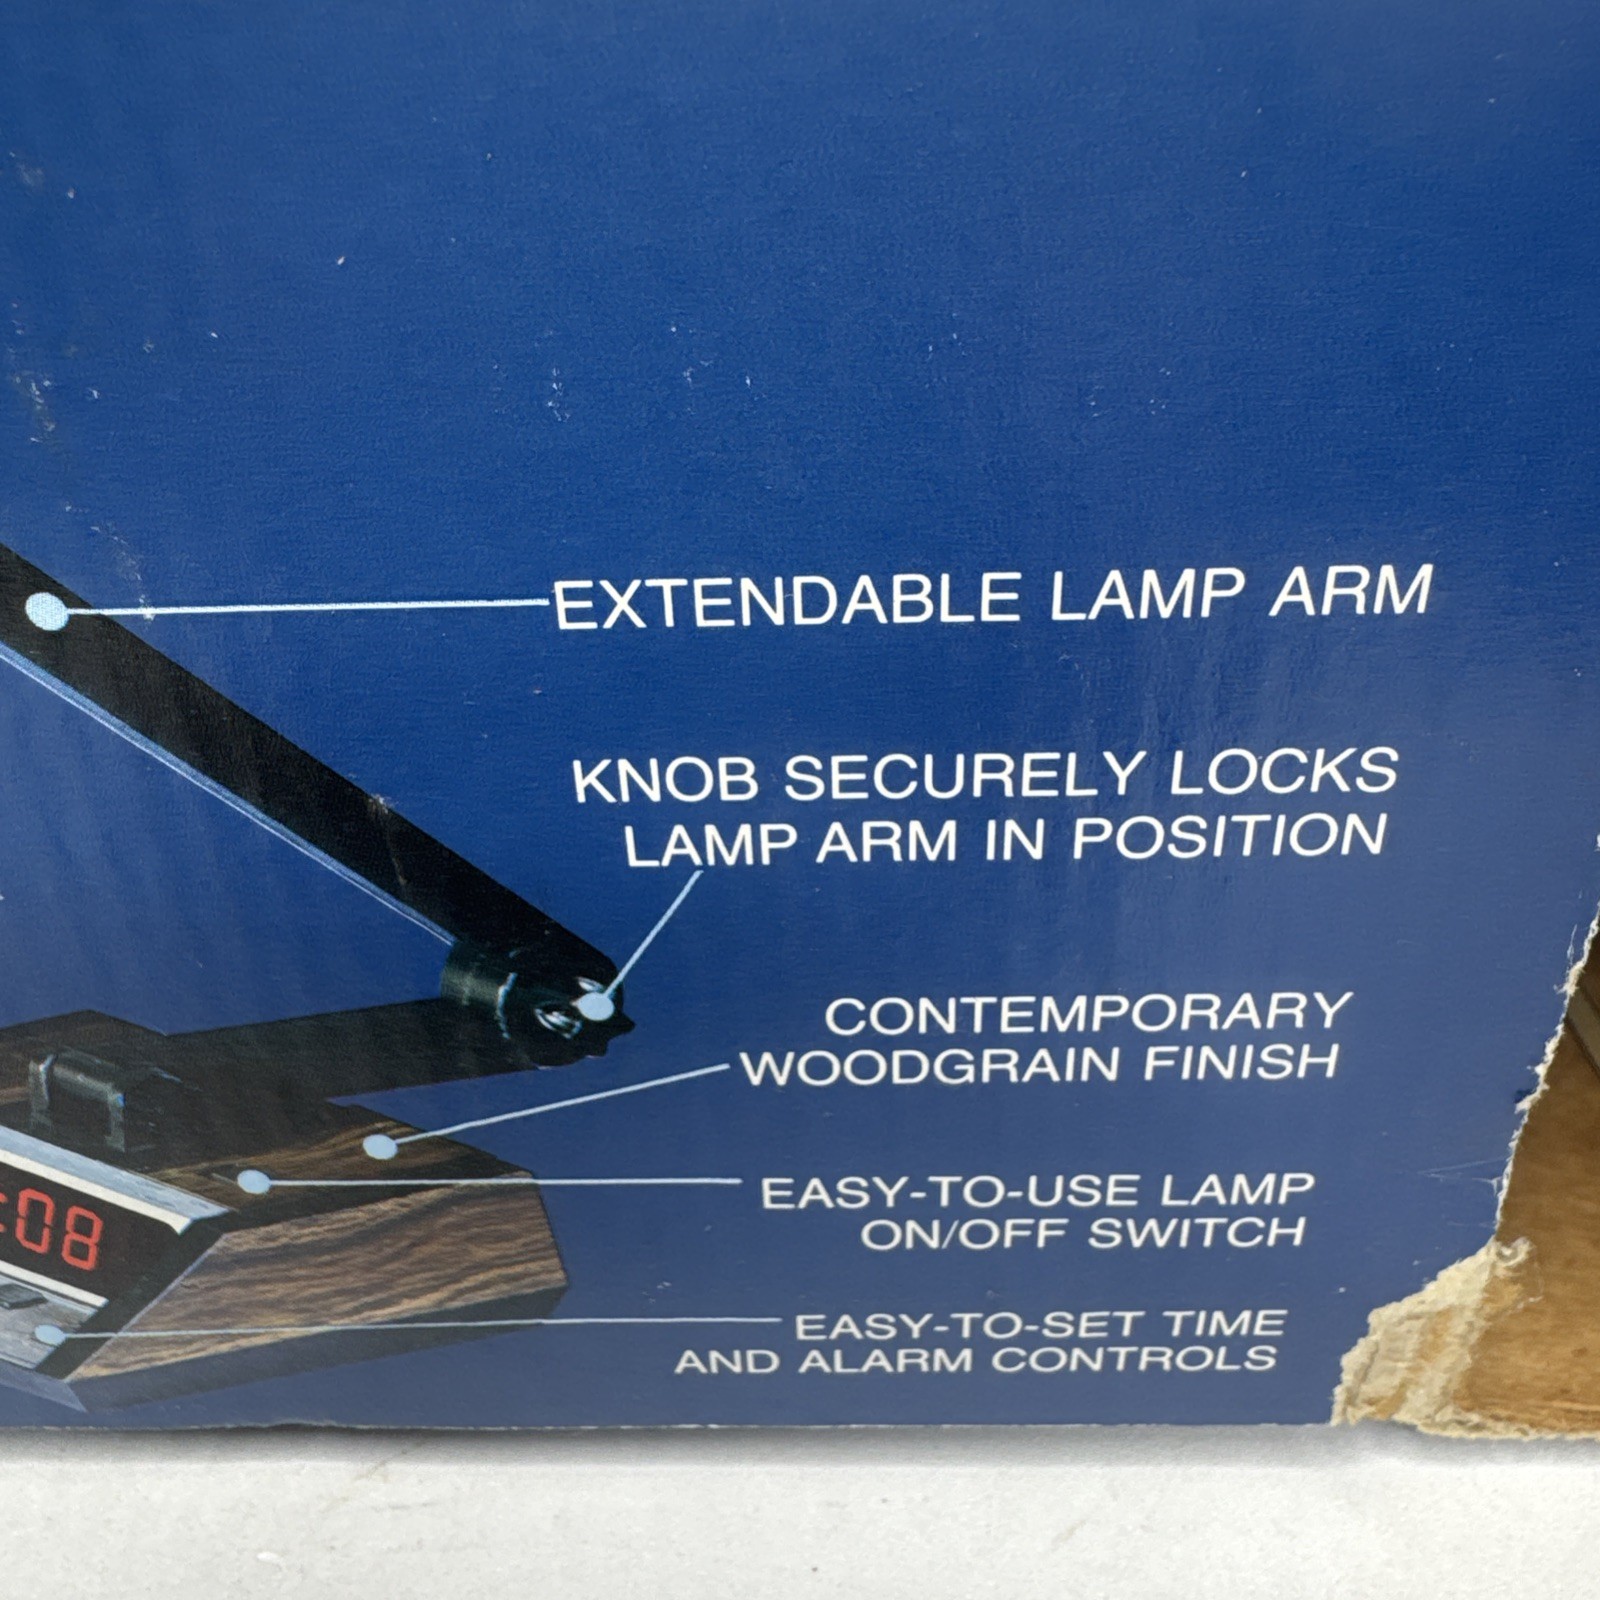 EXTENDABLE LAMP ARM
KNOB SECURELY LOCKS
LAMP ARM IN POSITION
CONTEMPORARY
WOODGRAIN FINISH
EASY-TO-USE LAMP
ON/OFF SWITCH
:08
EASY-TO-SET TIME
AND ALARM CONTROLS